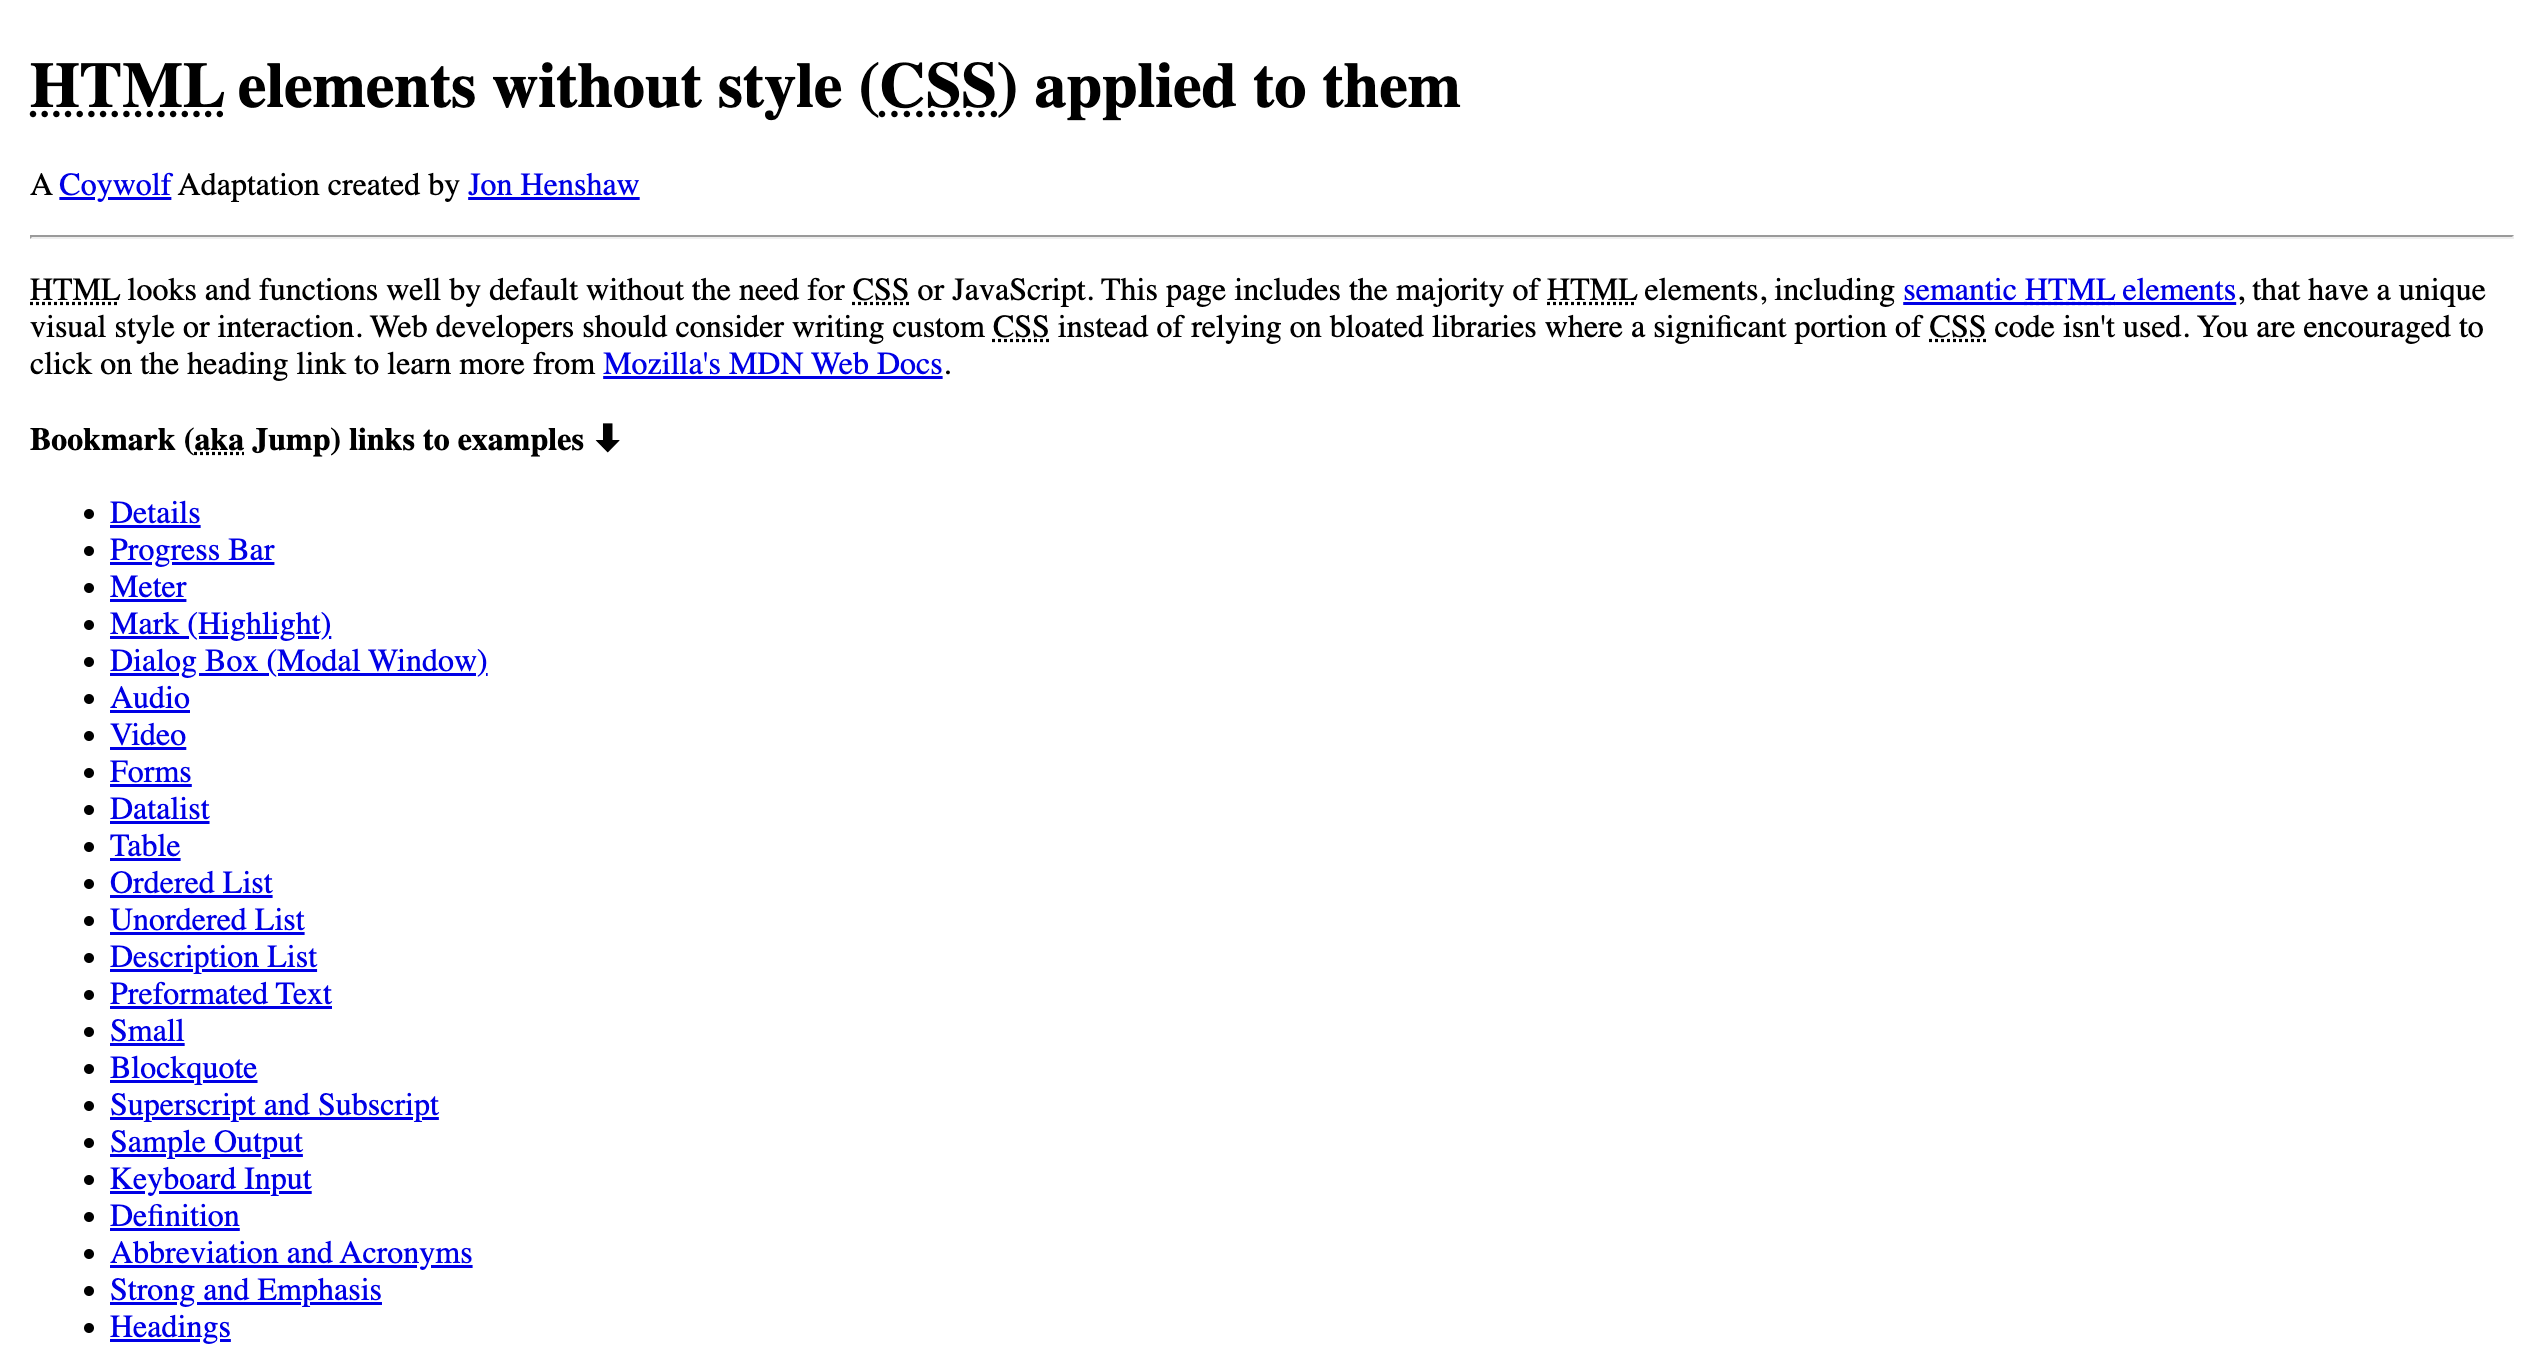 HTML elements without style (CSS) applied to them
A Coywolf Adaptation created by Jon Henshaw
HTML looks and functions well by default without the need for CSS or JavaScript. This page includes the majority of HTML elements, including semantic HTML elements, that have a unique
visual style or interaction. Web developers should consider writing custom CSS instead of relying on bloated libraries where a significant portion of CSS code isn't used. You are encouraged to
click on the heading link to learn more from Mozilla's MDN Web Docs.
Bookmark (aka Jump) links to examples ⬇
• Details
• Progress Bar
• Meter
• Mark (Highlight)
• Dialog Box (Modal Window)
• Audio
• Video
• Forms
• Datalist
• Table
• Ordered List
• Unordered List
• Description List
• Preformated Text
• Small
• Blockquote
• Superscript and Subscript
• Sample Output
• Keyboard Input
• Definition
• Abbreviation and Acronyms
• Strong and Emphasis
• Headings